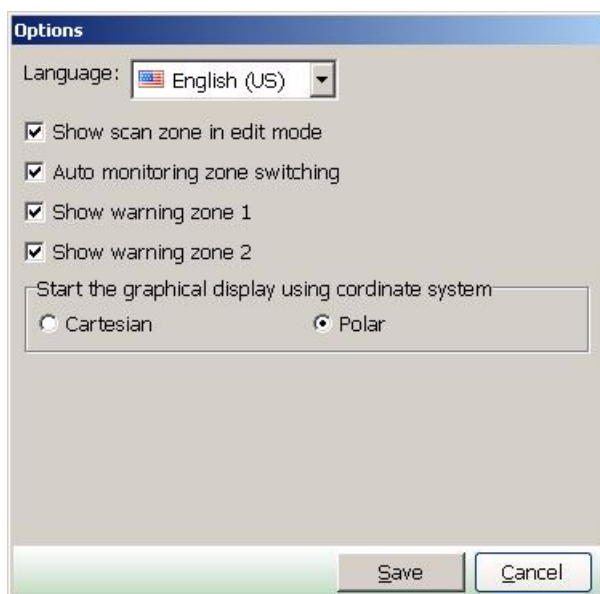 Options
Language: English (US)
Show scan zone in edit mode
Auto monitoring zone switching
Show warning zone 1
Show warning zone 2
Start the graphical display using cordinate system
Cartesian Polar
Save Cancel